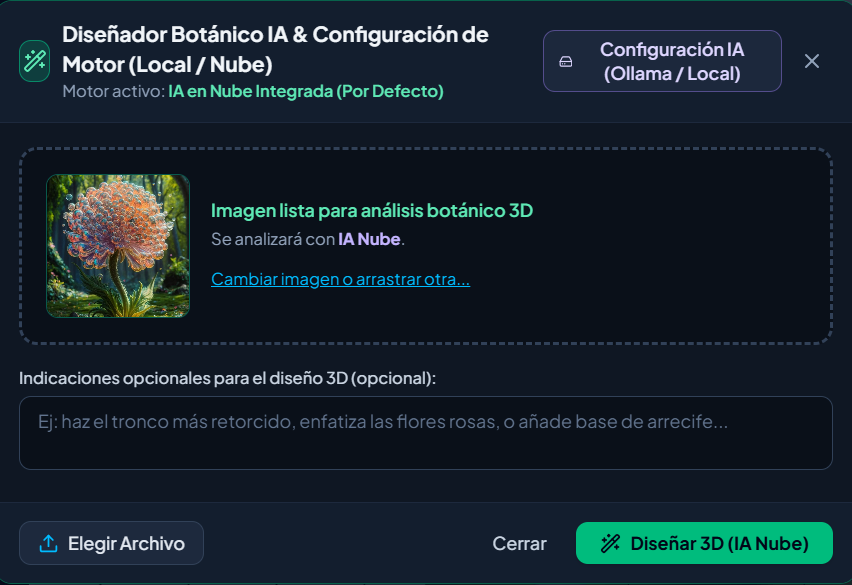 Diseñador Botánico IA & Configuración de
Motor (Local / Nube)
Motor activo: IA en Nube Integrada (Por Defecto)
Configuración IA
(Ollama / Local)
Imagen lista para análisis botánico 3D
Se analizará con IA Nube.
Cambiar imagen o arrastrar otra...
Indicaciones opcionales para el diseño 3D (opcional):
Ej: haz el tronco más retorcido, enfatiza las flores rosas, o añade base de arrecife...
Elegir Archivo
Cerrar
Diseñar 3D (IA Nube)